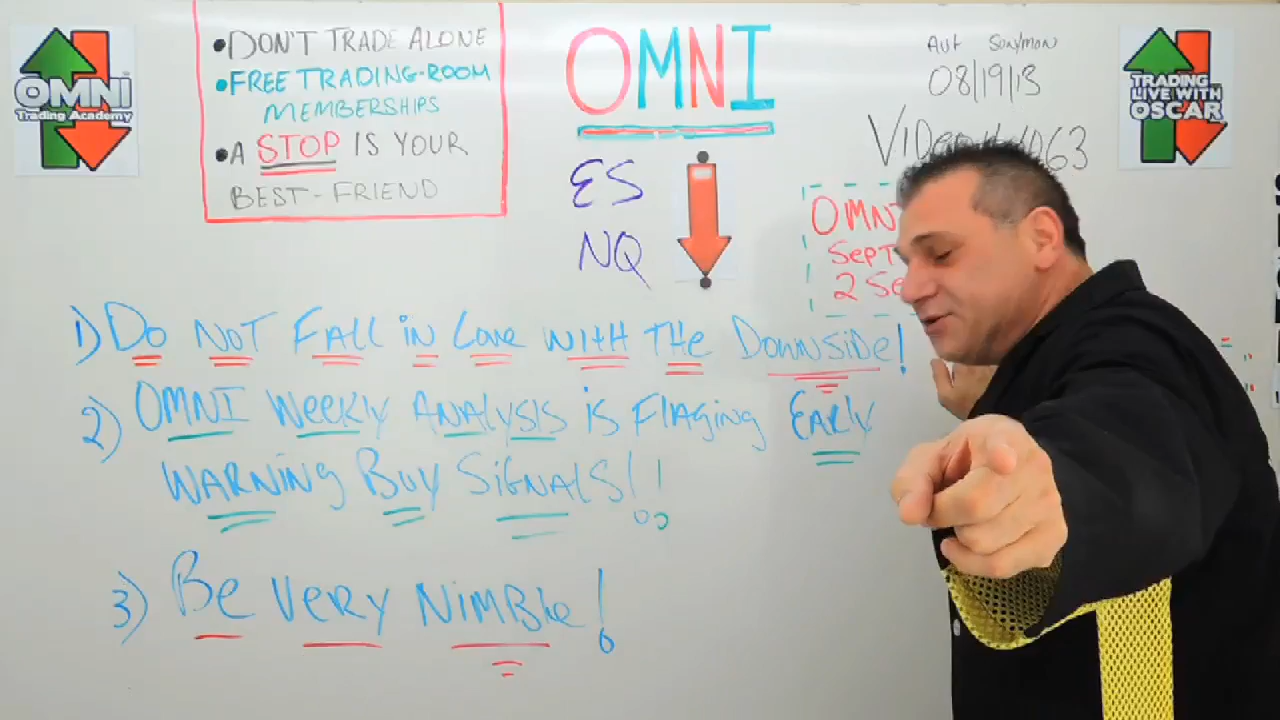 OMNI
Trading Academy
• DON'T TRADE ALONE
• FREE TRADING-ROOM
MEMBERSHIPS
• A STOP IS YOUR
BEST-FRIEND
OMNI
ES
NQ
08/19/13
TRADING
LIVE WITH
OSCAR
1) Do NOT FALL in Love WITH THE DOWNSIDE!
2) OMNI Weekly ANALYSIS is FlAging EARLY
WARNING BUY SIGNALS!!
3) Be VERY NIMBle!